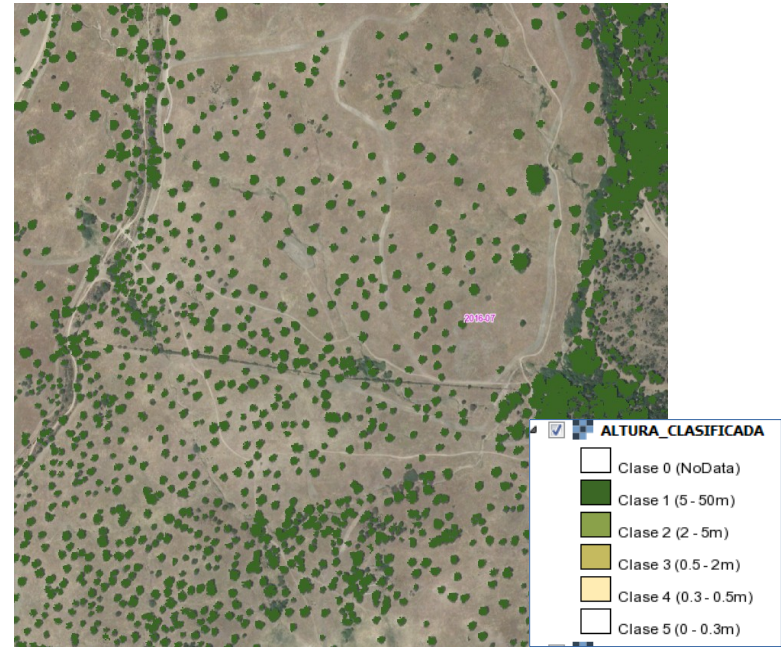 2016-07
ALTURA_CLASIFICADA
Clase 0 (NoData)
Clase 1 (5 - 50m)
Clase 2 (2 - 5m)
Clase 3 (0.5 - 2m)
Clase 4 (0.3 - 0.5m)
Clase 5 (0 - 0.3m)